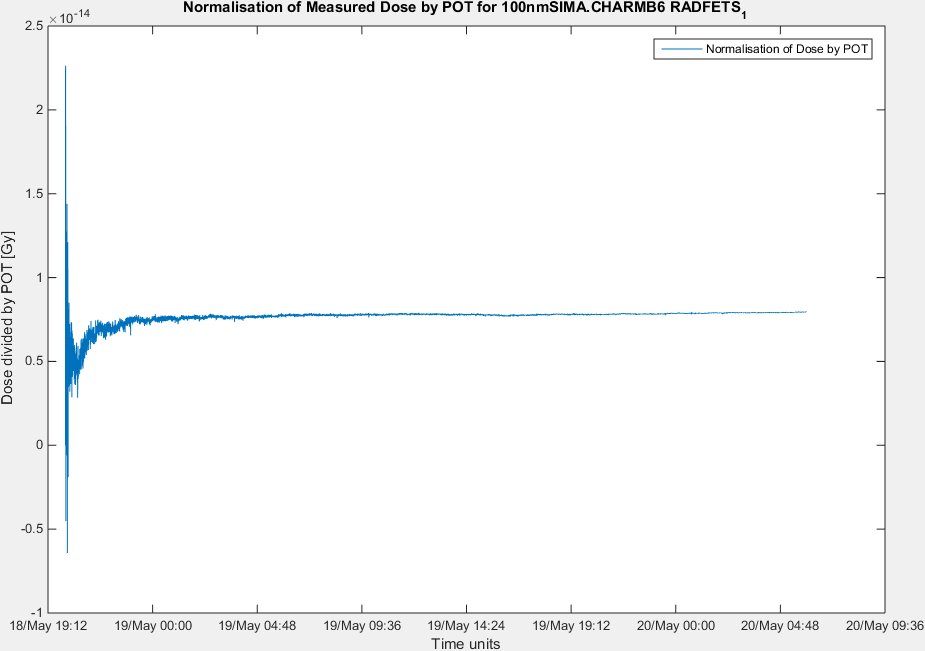 Normalisation of Measured Dose by POT for 100nmSIMA.CHARMB6 RADFETS1
×10-14
2.5
Normalisation of Dose by POT
2
1.5
1
0.5
0
-0.5
-1
Dose divided by POT [Gy]
18/May 19:12 19/May 00:00 19/May 04:48 19/May 09:36 19/May 14:24 19/May 19:12 20/May 00:00 20/May 04:48 20/May 09:36
Time units